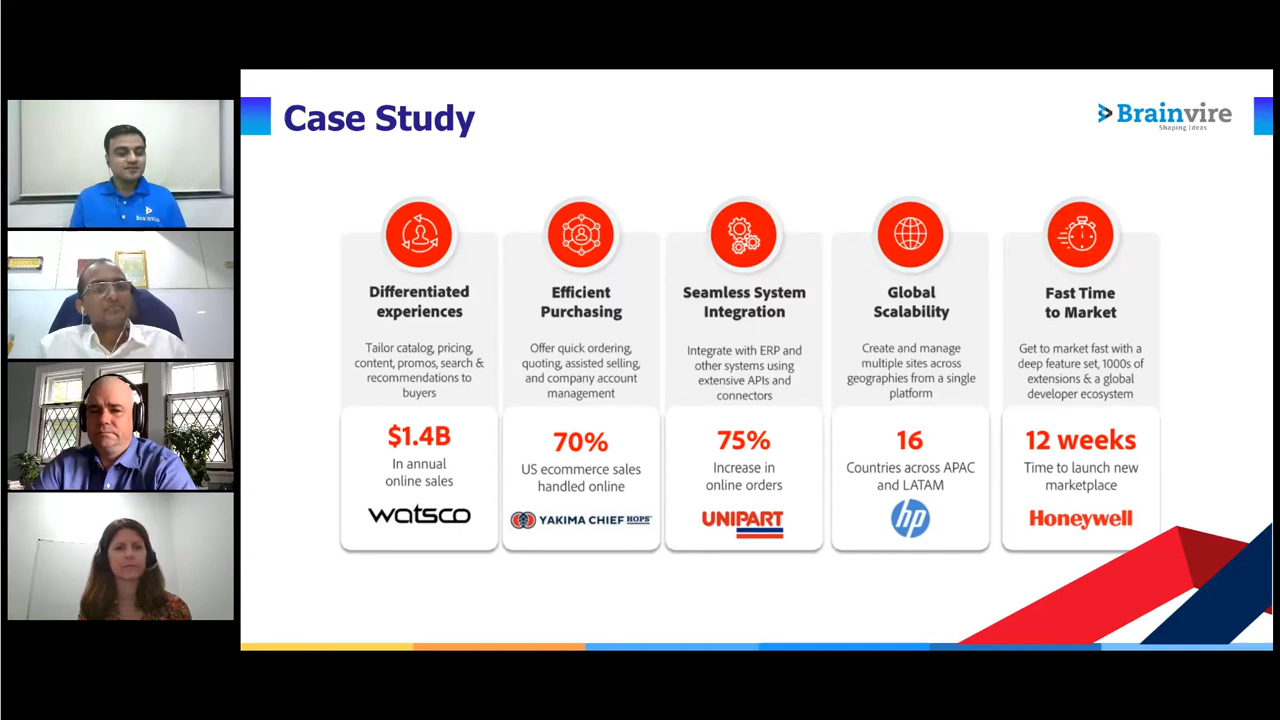 Case Study
Brainvire
Shaping Ideas
Differentiated
experiences
Tailor catalog, pricing,
content, promos, search &
recommendations to
buyers
$1.4B
In annual
online sales
watsco
Efficient
Purchasing
Offer quick ordering,
quoting, assisted selling,
and company account
management
70%
US ecommerce sales
handled online
YAKIMA CHIEF HOPS
Seamless System
Integration
Integrate with ERP and
other systems using
extensive APIs and
connectors
75%
Increase in
online orders
UNIPART
Global
Scalability
Create and manage
multiple sites across
geographies from a single
platform
16
Countries across APAC
and LATAM
hp
Fast Time
to Market
Get to market fast with a
deep feature set, 1000s of
extensions & a global
developer ecosystem
12 weeks
Time to launch new
marketplace
Honeywell
Brainvire